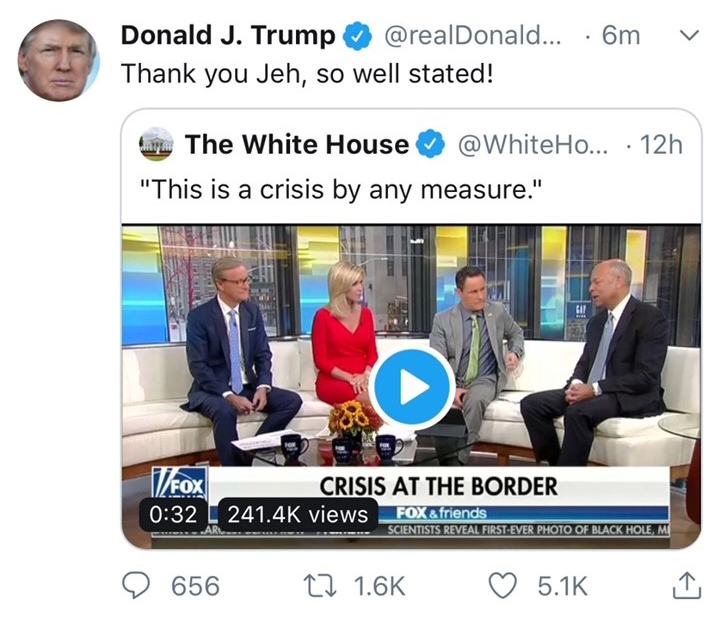 Donald J. Trump @realDonald... · 6m
Thank you Jeh, so well stated!
The White House @WhiteHo... · 12h
"This is a crisis by any measure."
FOX
CRISIS AT THE BORDER
0:32 241.4K views
FOX & friends
SCIENTISTS REVEAL FIRST-EVER PHOTO OF BLACK HOLE, M
656 1.6K 5.1K